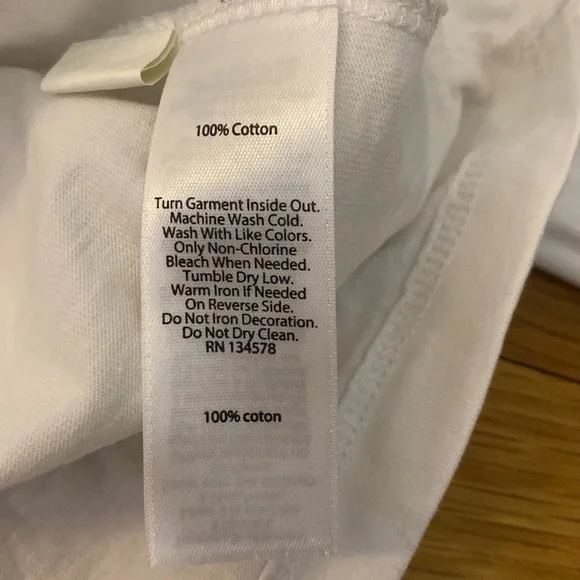 100% Cotton
Turn Garment Inside Out.
Machine Wash Cold.
Wash With Like Colors.
Only Non-Chlorine
Bleach When Needed.
Tumble Dry Low.
Warm Iron If Needed
On Reverse Side.
Do Not Iron Decoration.
Do Not Dry Clean.
RN 134578
100% coton